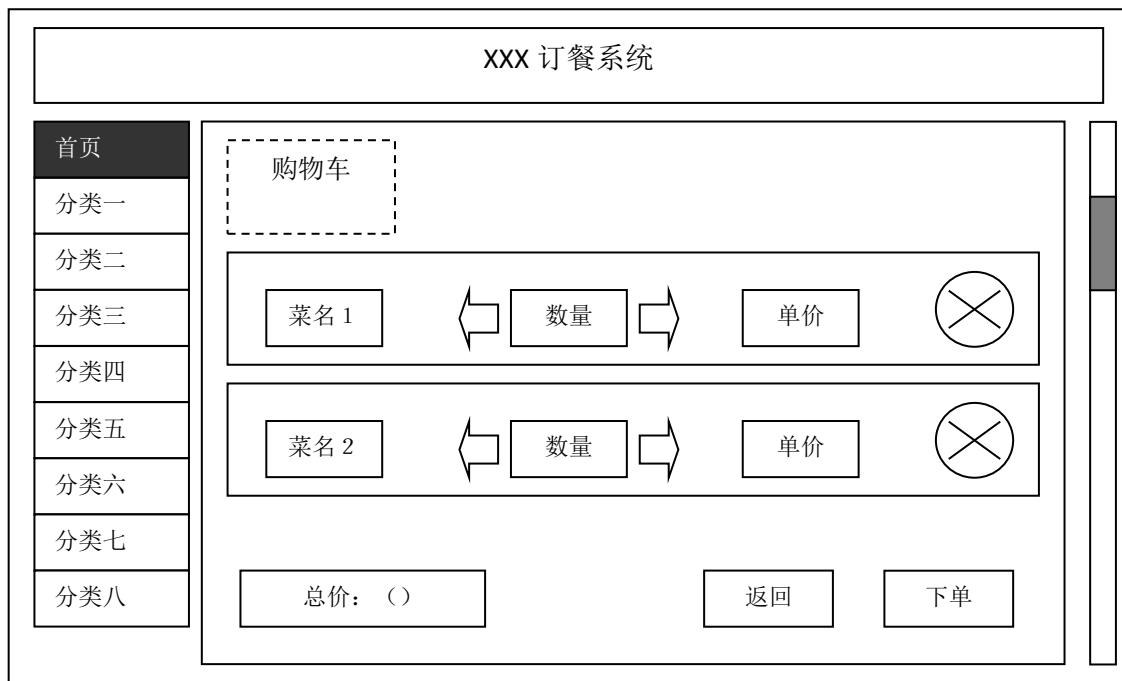 XXX 订餐系统
首页
分类一
分类二
分类三
分类四
分类五
分类六
分类七
分类八
购物车
菜名 1
数量
单价
菜名 2
数量
单价
总价：（）
返回
下单